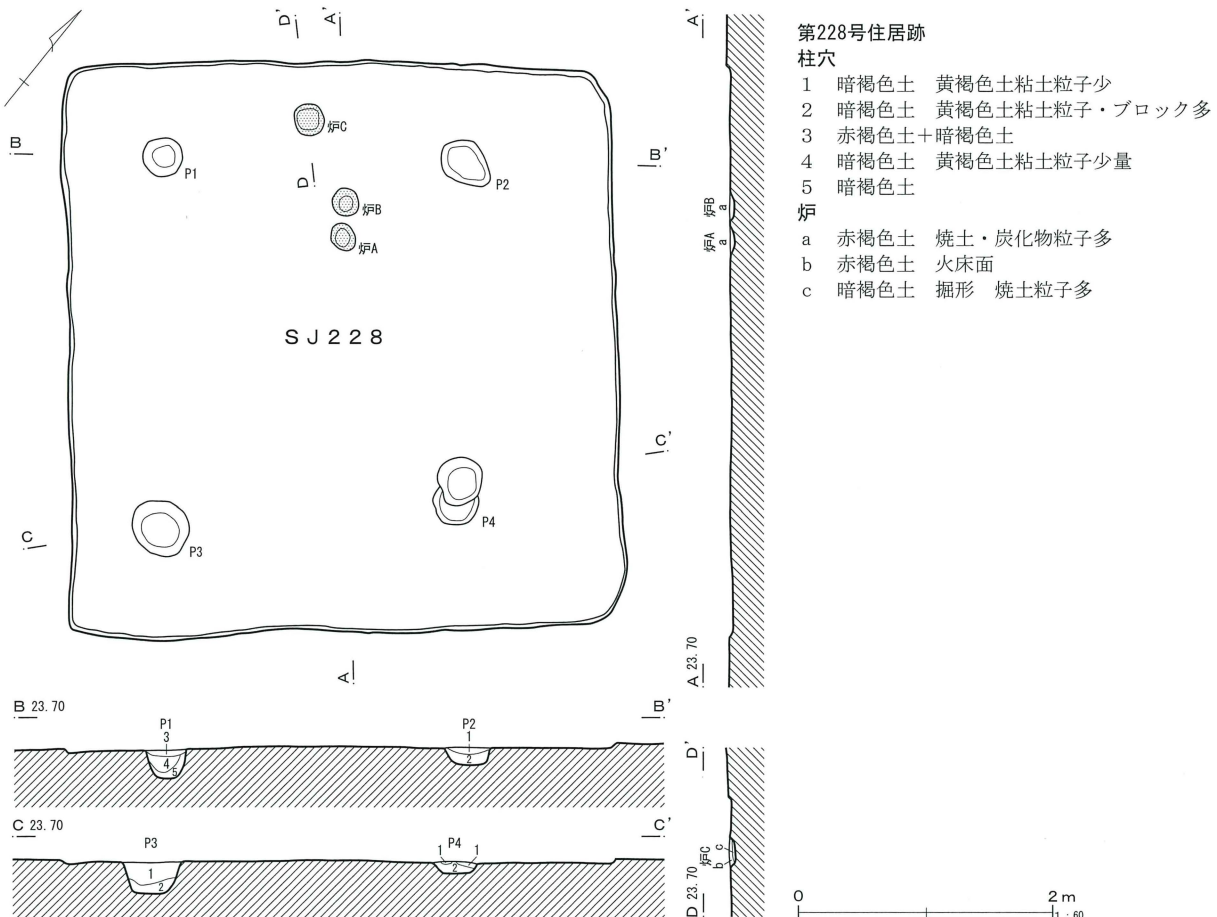 第228号住居跡
柱穴
1 暗褐色土 黄褐色土粘土粒子少
2 暗褐色土 黄褐色土粘土粒子・ブロック多
3 赤褐色土+暗褐色土
4 暗褐色土 黄褐色土粘土粒子少量
5 暗褐色土
炉
a 赤褐色土 焼土・炭化物粒子多
b 赤褐色土 火床面
c 暗褐色土 掘形 焼土粒子多
D' A'
炉C
B B'
P1 P2
D
炉B
炉A
SJ228
C'
C
P3 P4
A
A'
炉B a
炉A a
A 23.70
B 23.70 B'
P1 P2
3 1
4 2
5
C 23.70 C'
P3 P4
1 1 1
2 2
D'
炉C
b c
D 23.70
0 2m
1:60